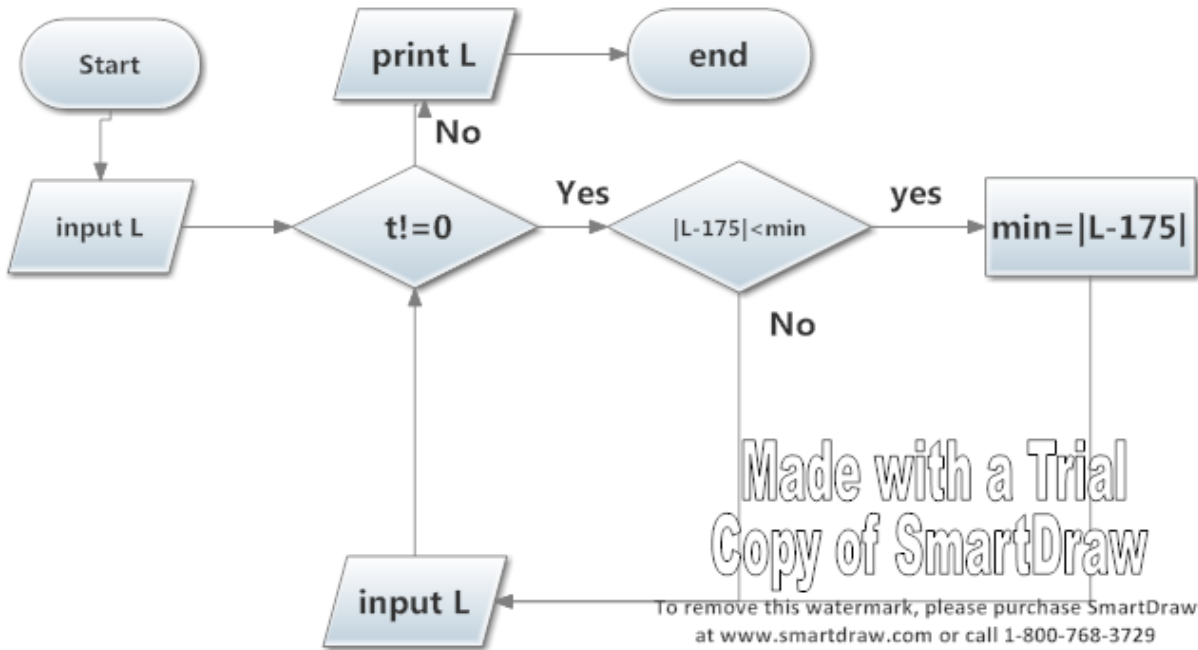 Start
print L
end
No
input L
t!=0
Yes
|L-175|<min
yes
min=|L-175|
No
Made with a Trial
Copy of SmartDraw
input L
To remove this watermark, please purchase SmartDraw
at www.smartdraw.com or call 1-800-768-3729